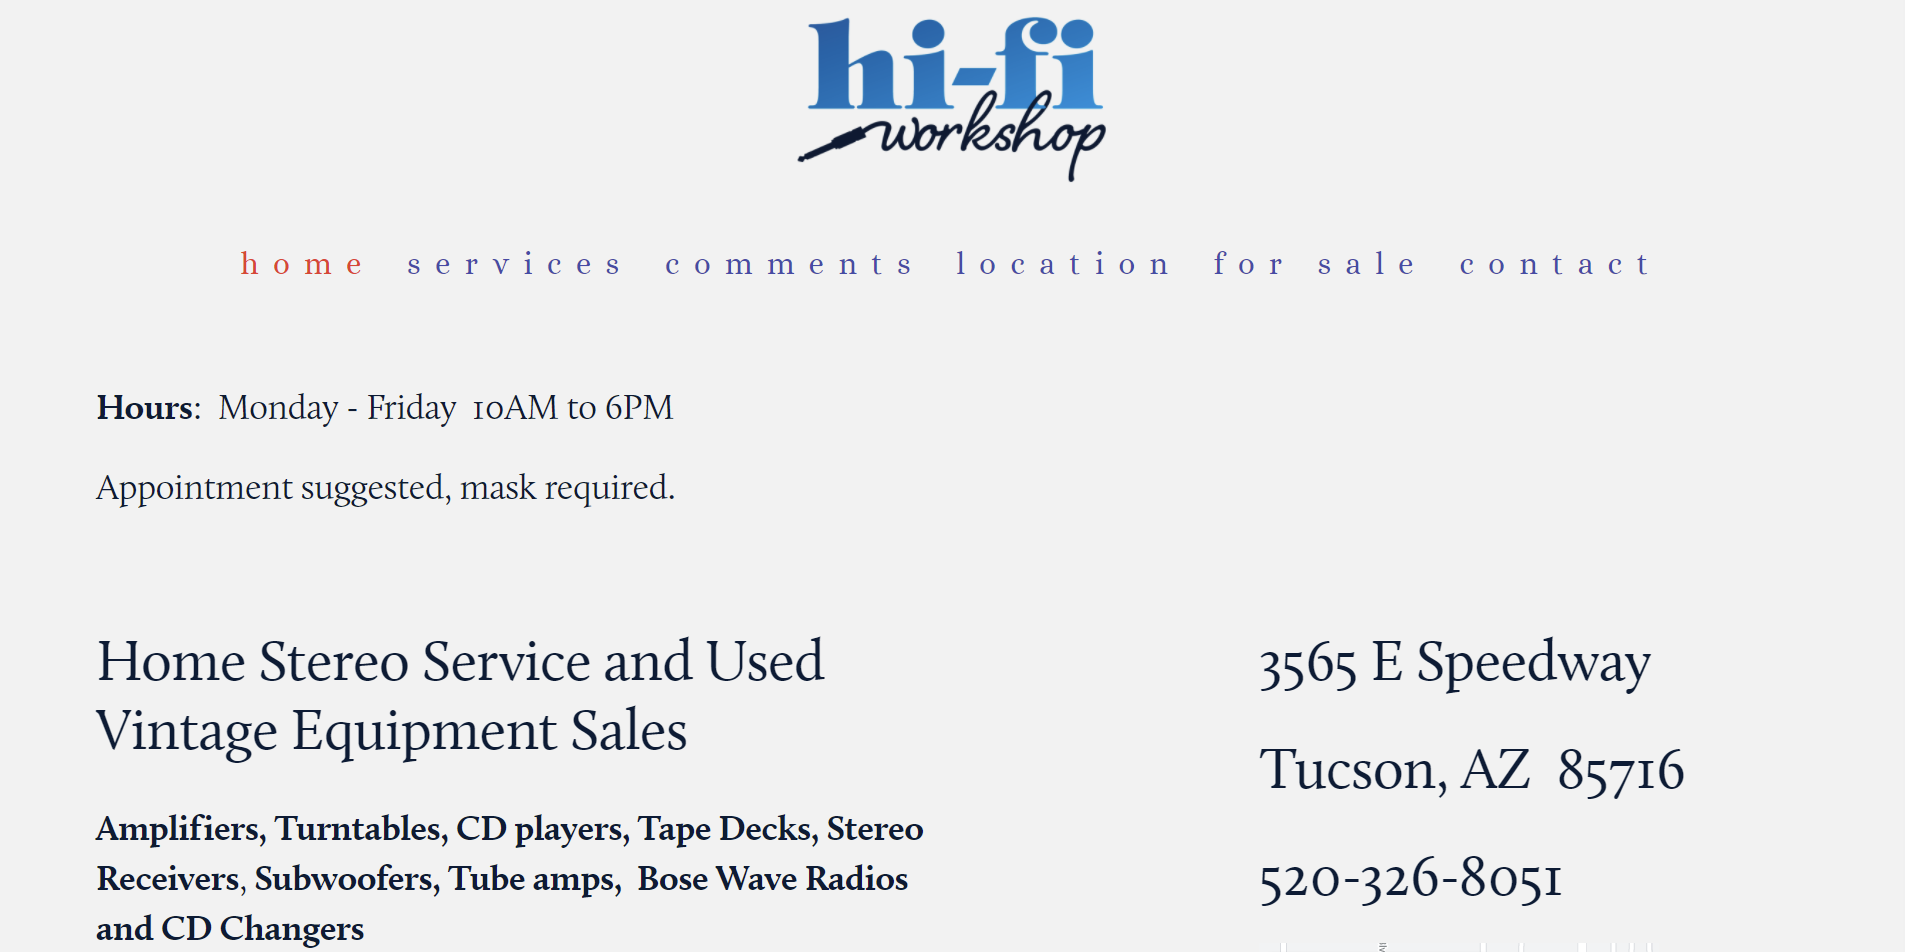 hi-fi
workshop
home services comments location for sale contact
Hours:  Monday - Friday  10AM to 6PM
Appointment suggested, mask required.
Home Stereo Service and Used
Vintage Equipment Sales
Amplifiers, Turntables, CD players, Tape Decks, Stereo
Receivers, Subwoofers, Tube amps,  Bose Wave Radios
and CD Changers
3565 E Speedway
Tucson, AZ  85716
520-326-8051